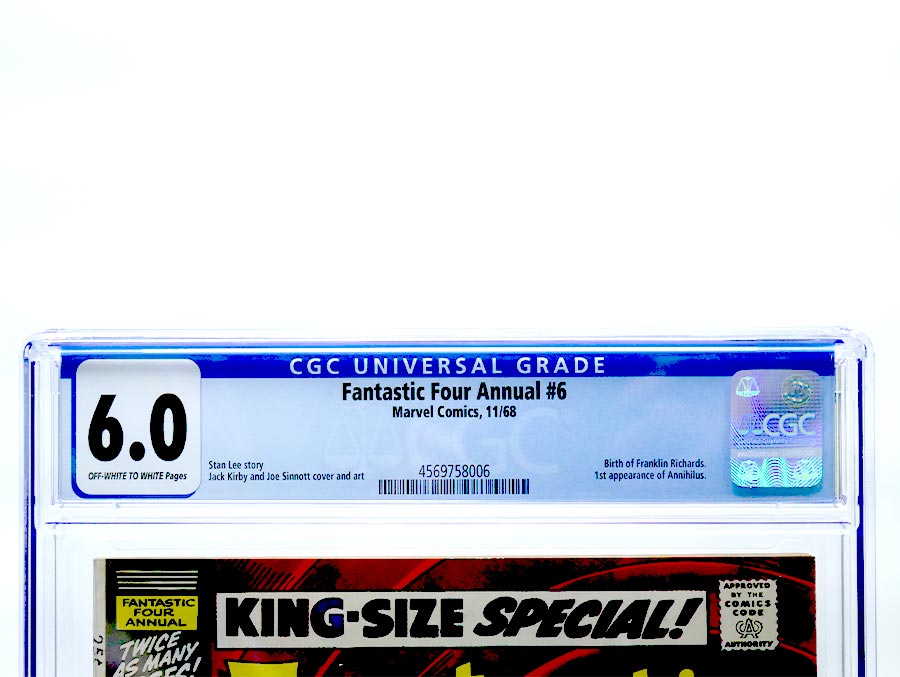 CGC UNIVERSAL GRADE
6.0
OFF-WHITE TO WHITE Pages
Fantastic Four Annual #6
Marvel Comics, 11/68
Stan Lee story
Jack Kirby and Joe Sinnott cover and art
4569758006
Birth of Franklin Richards.
1st appearance of Annihilus.
CGC
FANTASTIC
FOUR
ANNUAL
TWICE
AS MANY
KING-SIZE SPECIAL!
APPROVED
BY THE
COMICS
CODE
AUTHORITY